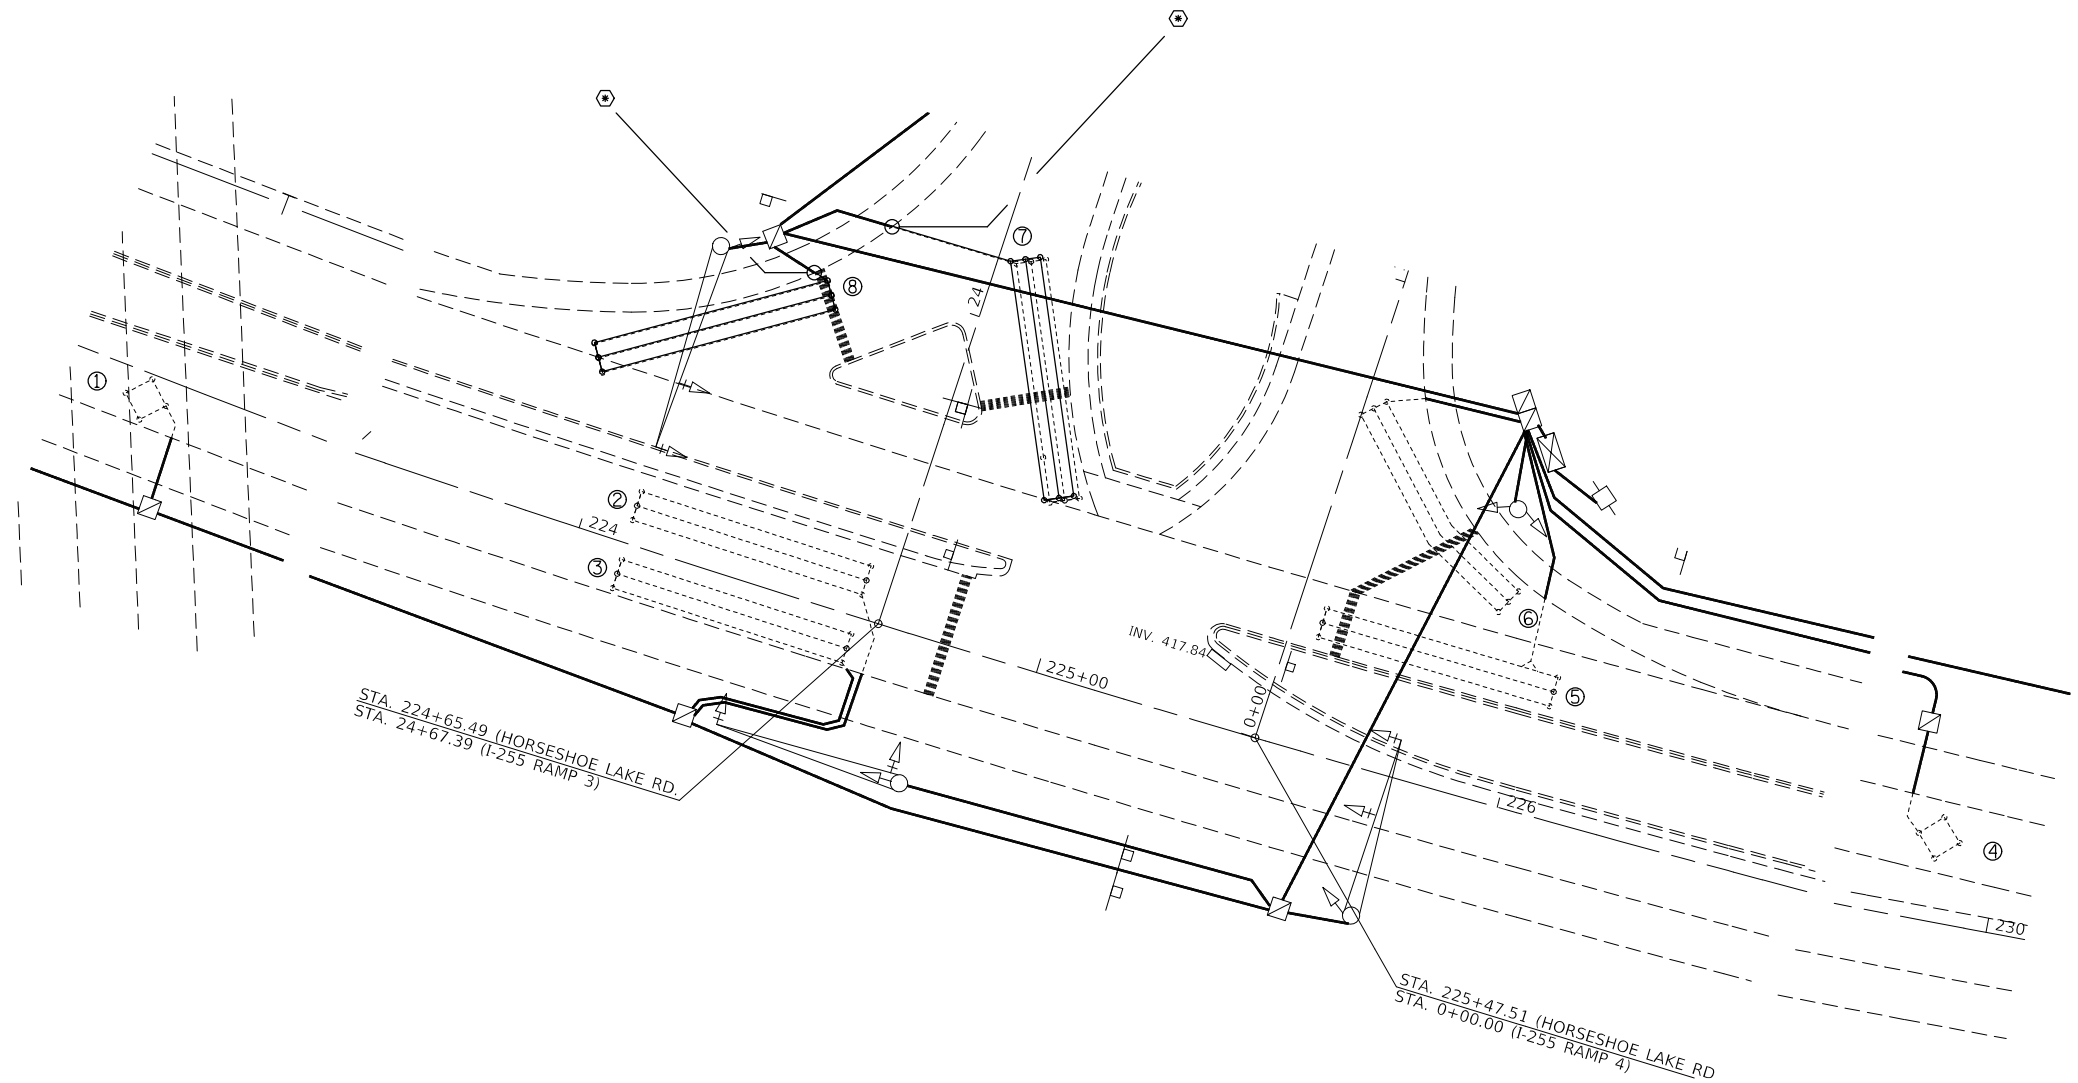 7
24
8
1
2
224
3
6
INV. 417.84
225+00
0+00
5
STA. 224+65.49 (HORSESHOE LAKE RD.
STA. 24+67.39 (I-255 RAMP 3)
226
4
230
STA. 225+47.51 (HORSESHOE LAKE RD
STA. 0+00.00 (I-255 RAMP 4)